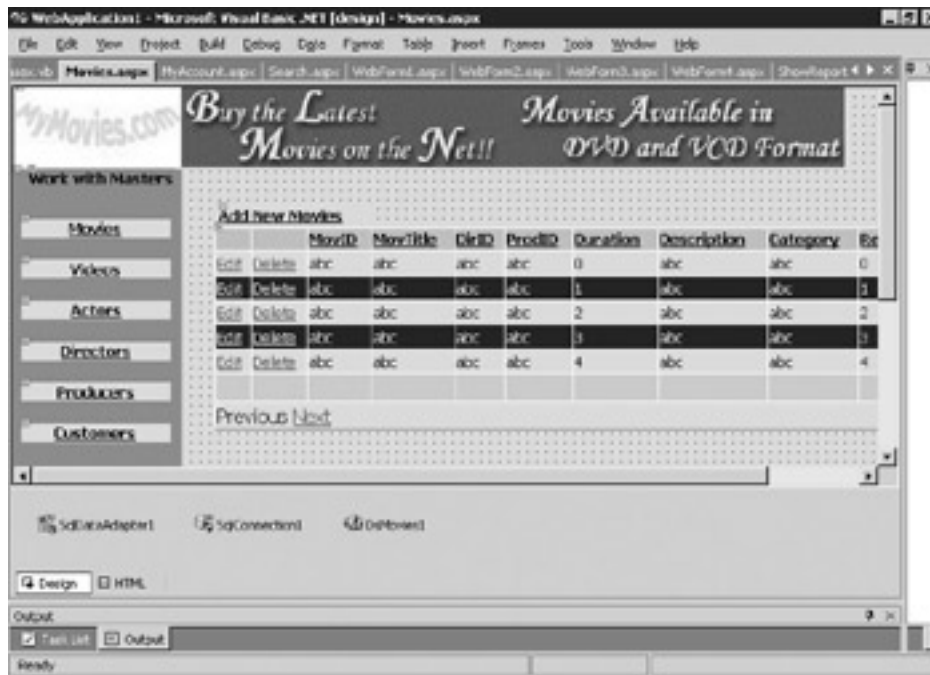 WebApplication1 - Microsoft Visual Basic .NET [design] - Movies.aspx
File Edit View Project Build Debug Data Format Table Insert Frames Tools Window Help
Movies.aspx MyAccount.aspx Search.aspx WebForm1.aspx WebForm2.aspx WebForm3.aspx WebForm4.aspx ShowReport
MyMovies.com
Buy the Latest
Movies on the Net!!
Movies Available in
DVD and VCD Format
Work with Masters
Movies
Videos
Actors
Directors
Producers
Customers
Add New Movies
MovID MovTitle DirID ProdID Duration Description Category Re
Edit Delete abc abc abc abc 0 abc abc 0
Edit Delete abc abc abc abc 1 abc abc 1
Edit Delete abc abc abc abc 2 abc abc 2
Edit Delete abc abc abc abc 3 abc abc 3
Edit Delete abc abc abc abc 4 abc abc 4
Previous Next
SqlDataAdapter1 SqlConnection1 DsMovies1
Design HTML
Output
Task List Output
Ready